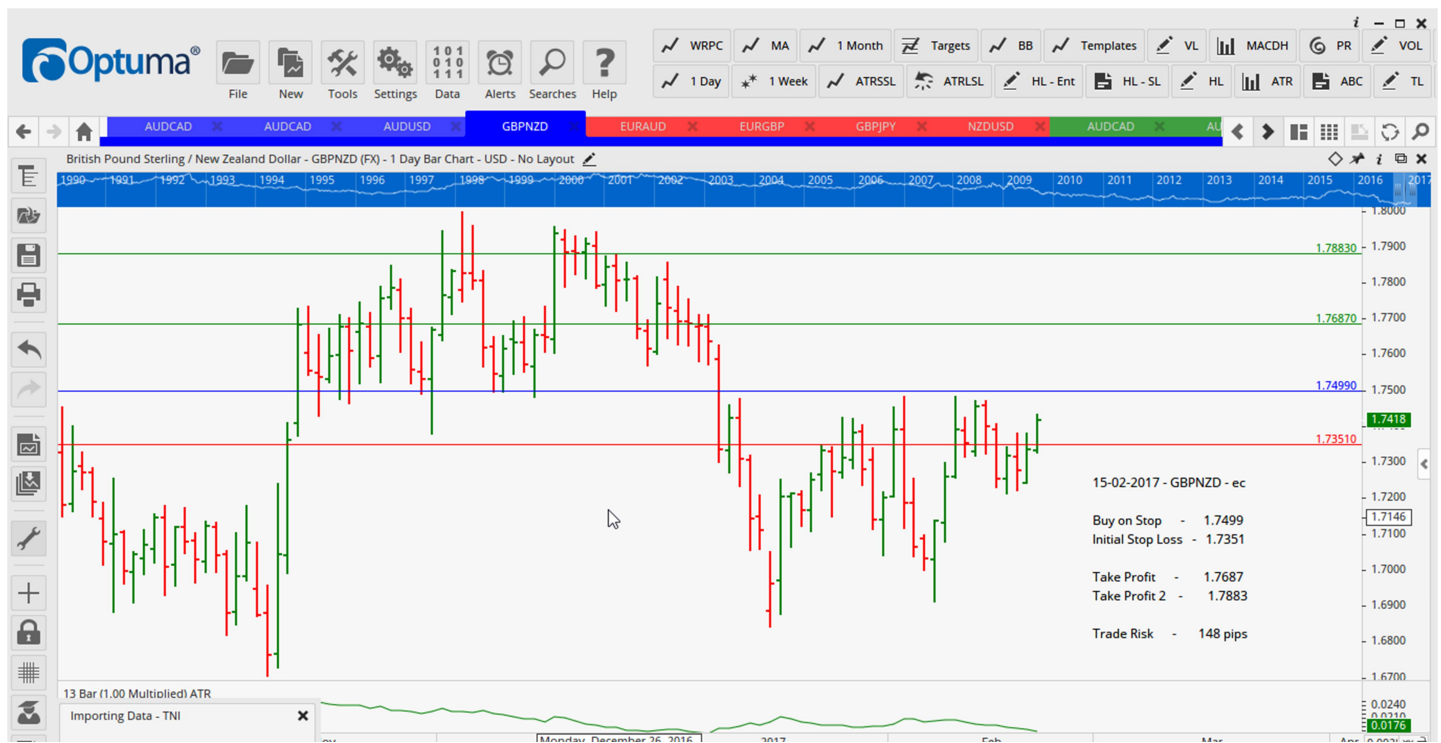 Optuma®
File
New
Tools
Settings
Data
Alerts
Searches
Help
WRPC
MA
1 Month
Targets
BB
Templates
VL
MACDH
PR
VOL
1 Day
1 Week
ATRSSL
ATRLSL
HL - Ent
HL - SL
HL
ATR
ABC
TL
AUDCAD
AUDCAD
AUDUSD
GBPNZD
EURAUD
EURGBP
GBPJPY
NZDUSD
AUDCAD
AU
British Pound Sterling / New Zealand Dollar - GBPNZD (FX) - 1 Day Bar Chart - USD - No Layout
1990 1991 1992 1993 1994 1995 1996 1997 1998 1999 2000 2001 2002 2003 2004 2005 2006 2007 2008 2009 2010 2011 2012 2013 2014 2015 2016 2017
1.8000
1.7900
1.78830
1.7800
1.7700
1.76870
1.7600
1.7500
1.74990
1.7418
1.73510
1.7300
1.7200
1.7146
1.7100
1.7000
1.6900
1.6800
1.6700
15-02-2017 - GBPNZD - ec
Buy on Stop - 1.7499
Initial Stop Loss - 1.7351
Take Profit - 1.7687
Take Profit 2 - 1.7883
Trade Risk - 148 pips
13 Bar (1.00 Multiplied) ATR
0.0240
0.0210
0.0176
Importing Data - TNI
Monday, December 26, 2016
2017
Feb
Mar
Apr